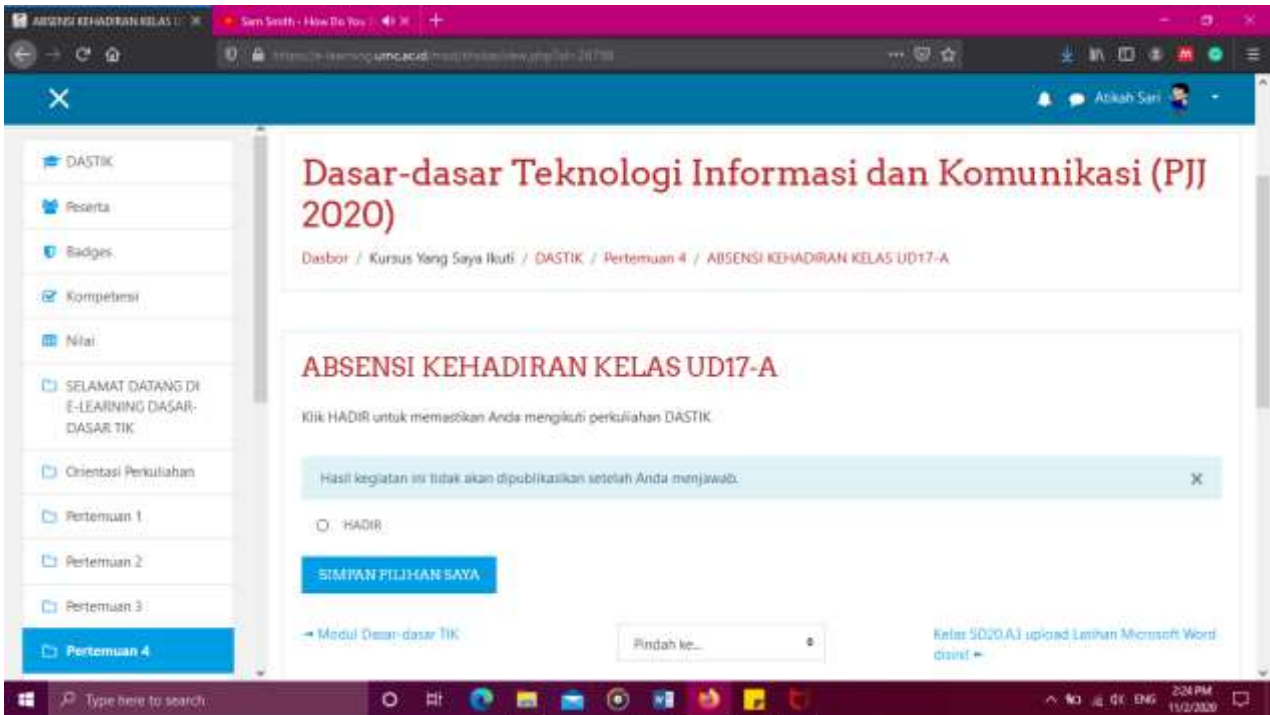 ABSENSI KEHADIRAN KELAS U
Sam Smith - How Do You
Atikah Sari
DASTIK
Peserta
Badges
Kompetensi
Nilai
SELAMAT DATANG DI
E-LEARNING DASAR-
DASAR TIK
Orientasi Perkuliahan
Pertemuan 1
Pertemuan 2
Pertemuan 3
Pertemuan 4
Dasar-dasar Teknologi Informasi dan Komunikasi (PJJ
2020)
Dasbor / Kursus Yang Saya Ikuti / DASTIK / Pertemuan 4 / ABSENSI KEHADIRAN KELAS UD17-A
ABSENSI KEHADIRAN KELAS UD17-A
Klik HADIR untuk memastikan Anda mengikuti perkuliahan DASTIK.
Hasil kegiatan ini tidak akan dipublikasikan setelah Anda menjawab.
HADIR
SIMPAN PILIHAN SAYA
Modul Dasar-dasar TIK
Pindah ke...
Kelas SD20.A3 upload Latihan Microsoft Word
disini!
Type here to search
ENG
2:24 PM
11/2/2020